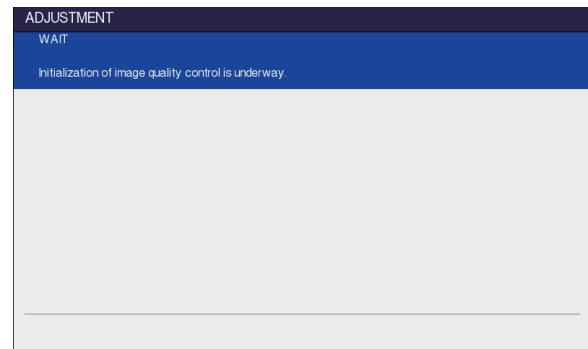 ADJUSTMENT
WAIT
Initialization of image quality control is underway.